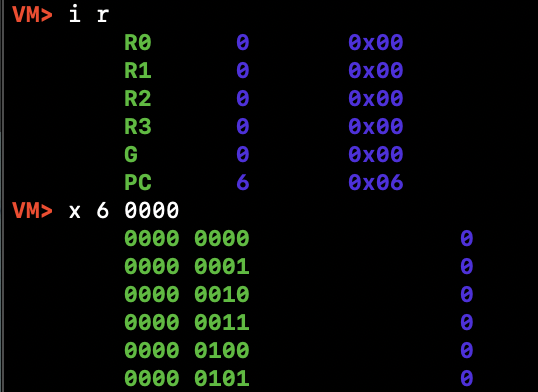 VM> i r
R0 0 0x00
R1 0 0x00
R2 0 0x00
R3 0 0x00
G 0 0x00
PC 6 0x06
VM> x 6 0000
0000 0000 0
0000 0001 0
0000 0010 0
0000 0011 0
0000 0100 0
0000 0101 0